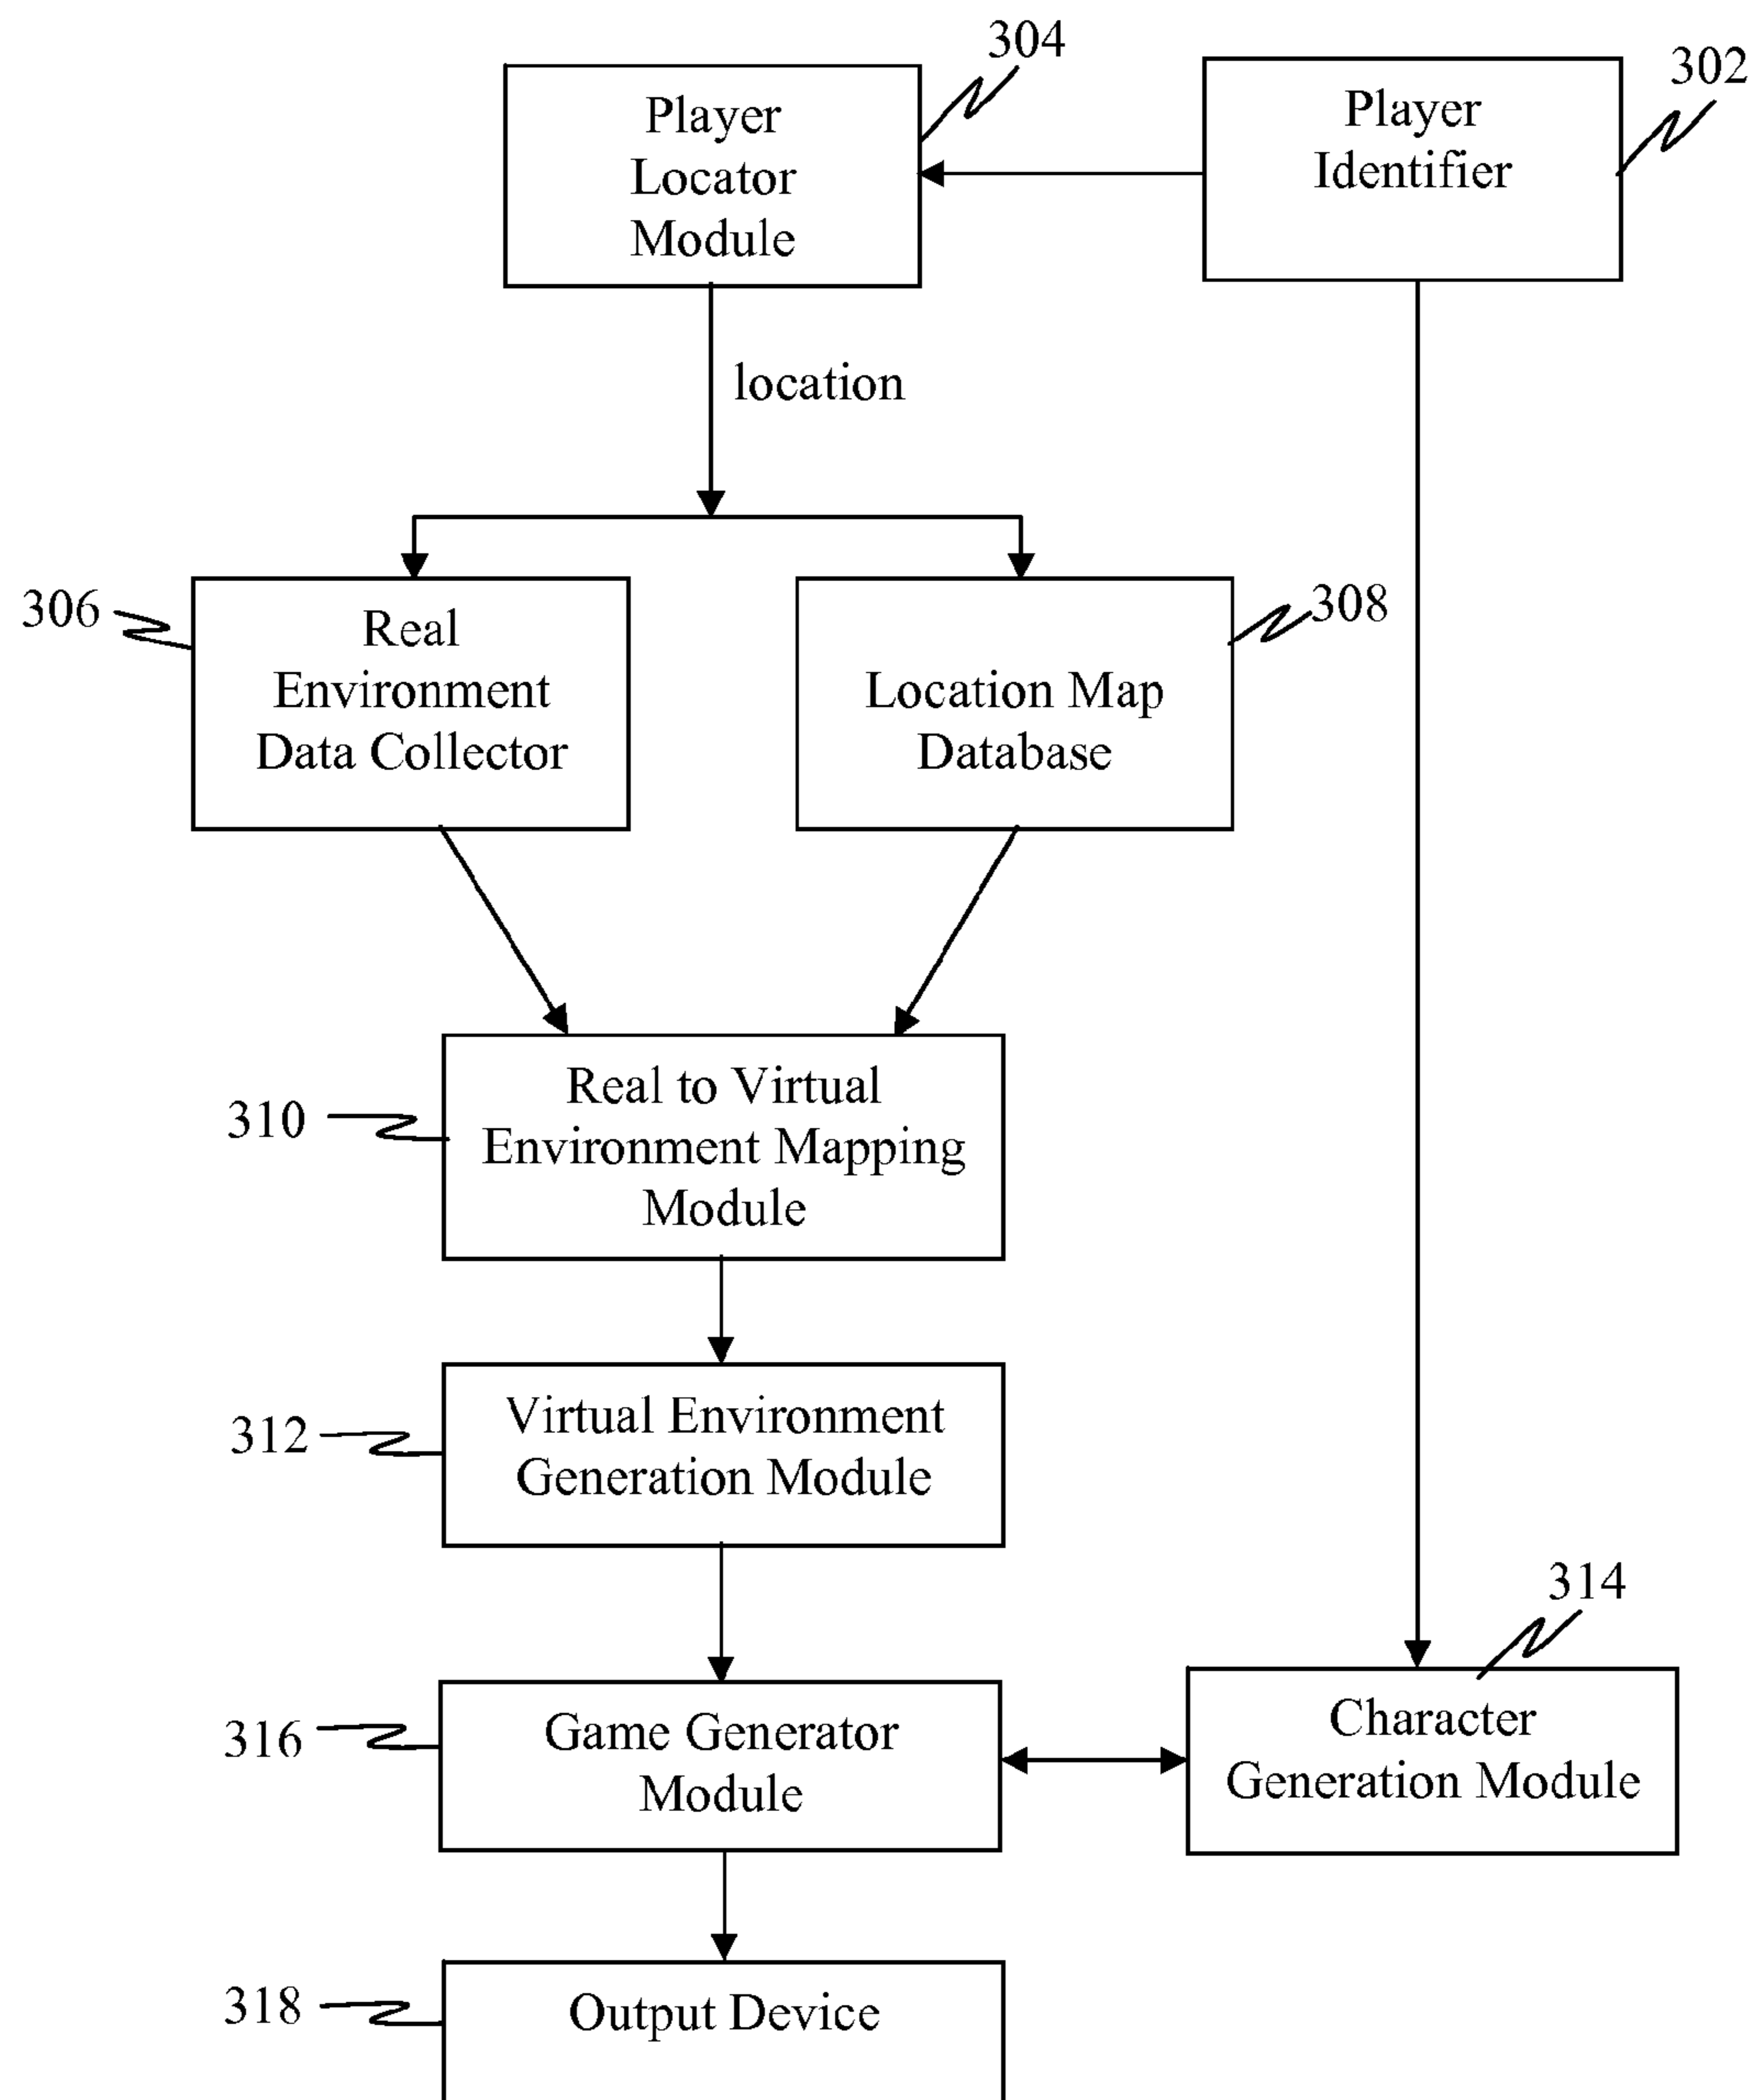 304
302
Player
Locator
Module
Player
Identifier
location
306
Real
Environment
Data Collector
308
Location Map
Database
310
Real to Virtual
Environment Mapping
Module
312
Virtual Environment
Generation Module
314
316
Game Generator
Module
Character
Generation Module
318
Output Device